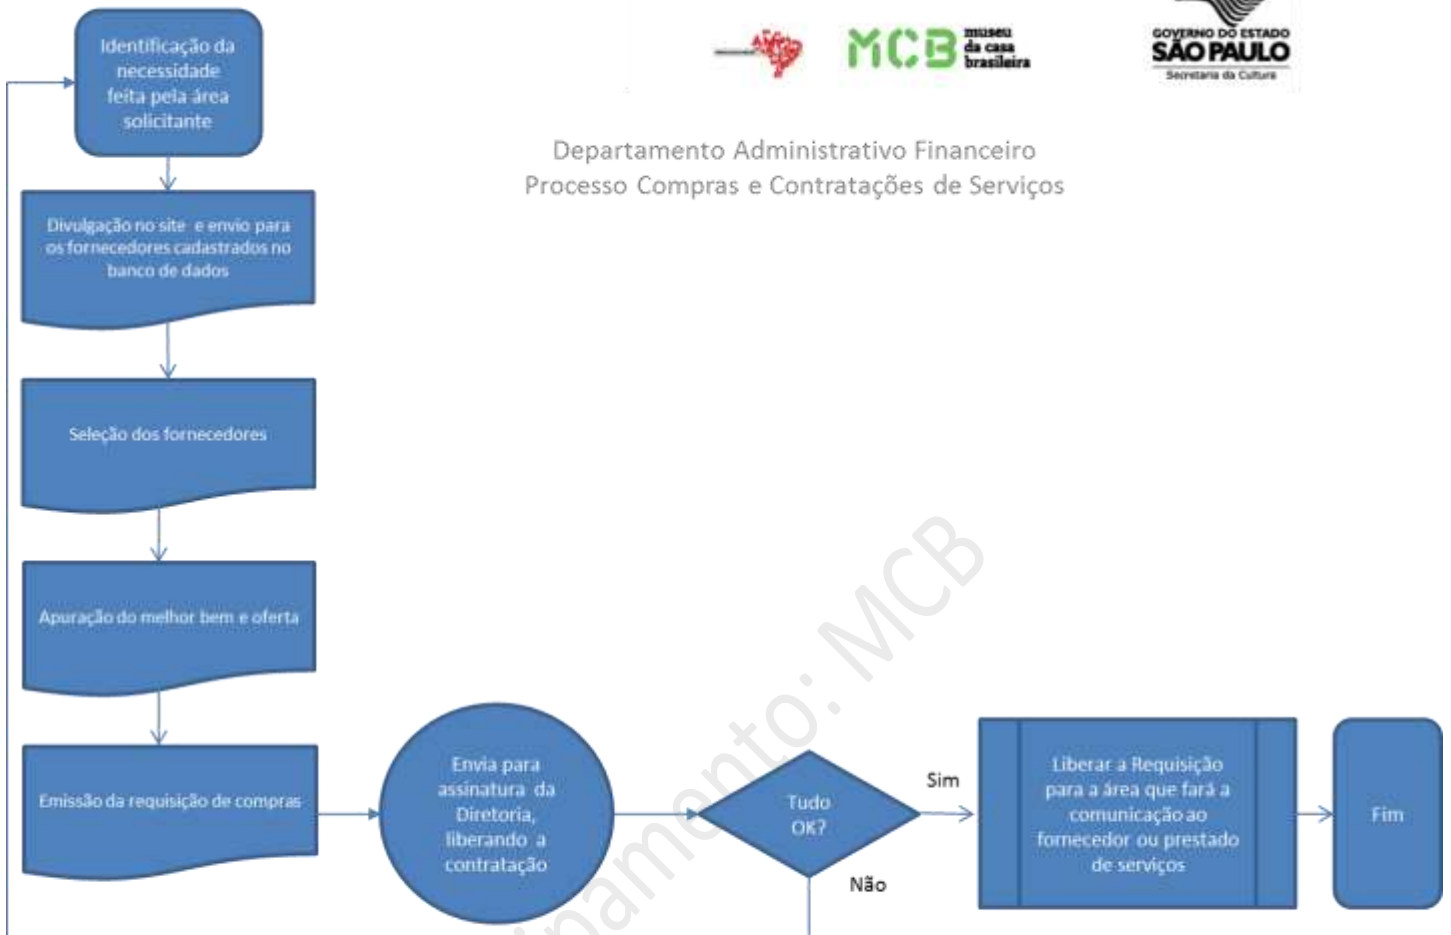 museu
da casa
brasileira
MCB
GOVERNO DO ESTADO
SÃO PAULO
Secretaria da Cultura
Departamento Administrativo Financeiro
Processo Compras e Contratações de Serviços
Identificação da
necessidade
feita pela área
solicitante
Divulgação no site e envio para
os fornecedores cadastrados no
banco de dados
Seleção dos fornecedores
Apuração do melhor bem e oferta
Emissão da requisição de compras
Envia para
assinatura da
Diretoria,
liberando a
contratação
Tudo
OK?
Sim
Não
Liberar a Requisição
para a área que fará a
comunicação ao
fornecedor ou prestado
de serviços
Fim
inamento: MCB